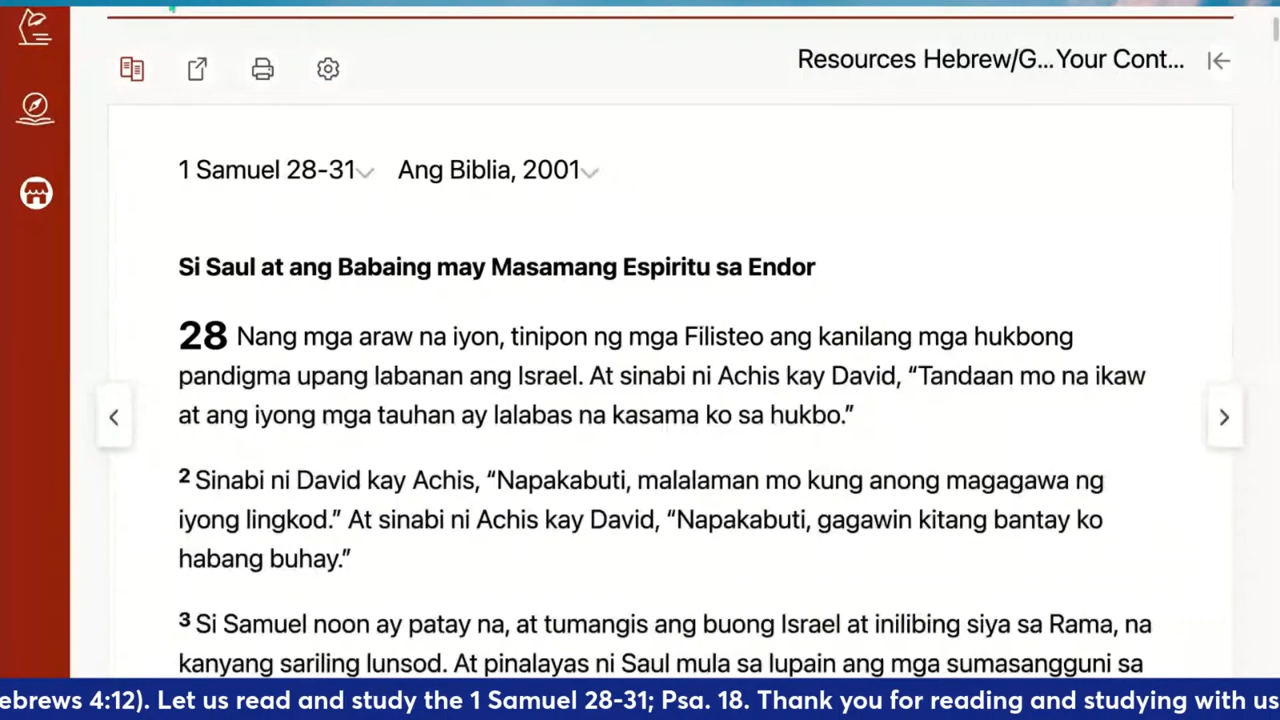 Resources Hebrew/G... Your Cont...
1 Samuel 28-31 Ang Biblia, 2001
Si Saul at ang Babaing may Masamang Espiritu sa Endor
28 Nang mga araw na iyon, tinipon ng mga Filisteo ang kanilang mga hukbong
pandigma upang labanan ang Israel. At sinabi ni Achis kay David, “Tandaan mo na ikaw
at ang iyong mga tauhan ay lalabas na kasama ko sa hukbo.”
2 Sinabi ni David kay Achis, “Napakabuti, malalaman mo kung anong magagawa ng
iyong lingkod.” At sinabi ni Achis kay David, “Napakabuti, gagawin kitang bantay ko
habang buhay.”
3 Si Samuel noon ay patay na, at tumangis ang buong Israel at inilibing siya sa Rama, na
kanyang sariling lunsod. At pinalayas ni Saul mula sa lupain ang mga sumasangguni sa
ebrews 4:12). Let us read and study the 1 Samuel 28-31; Psa. 18. Thank you for reading and studying with us